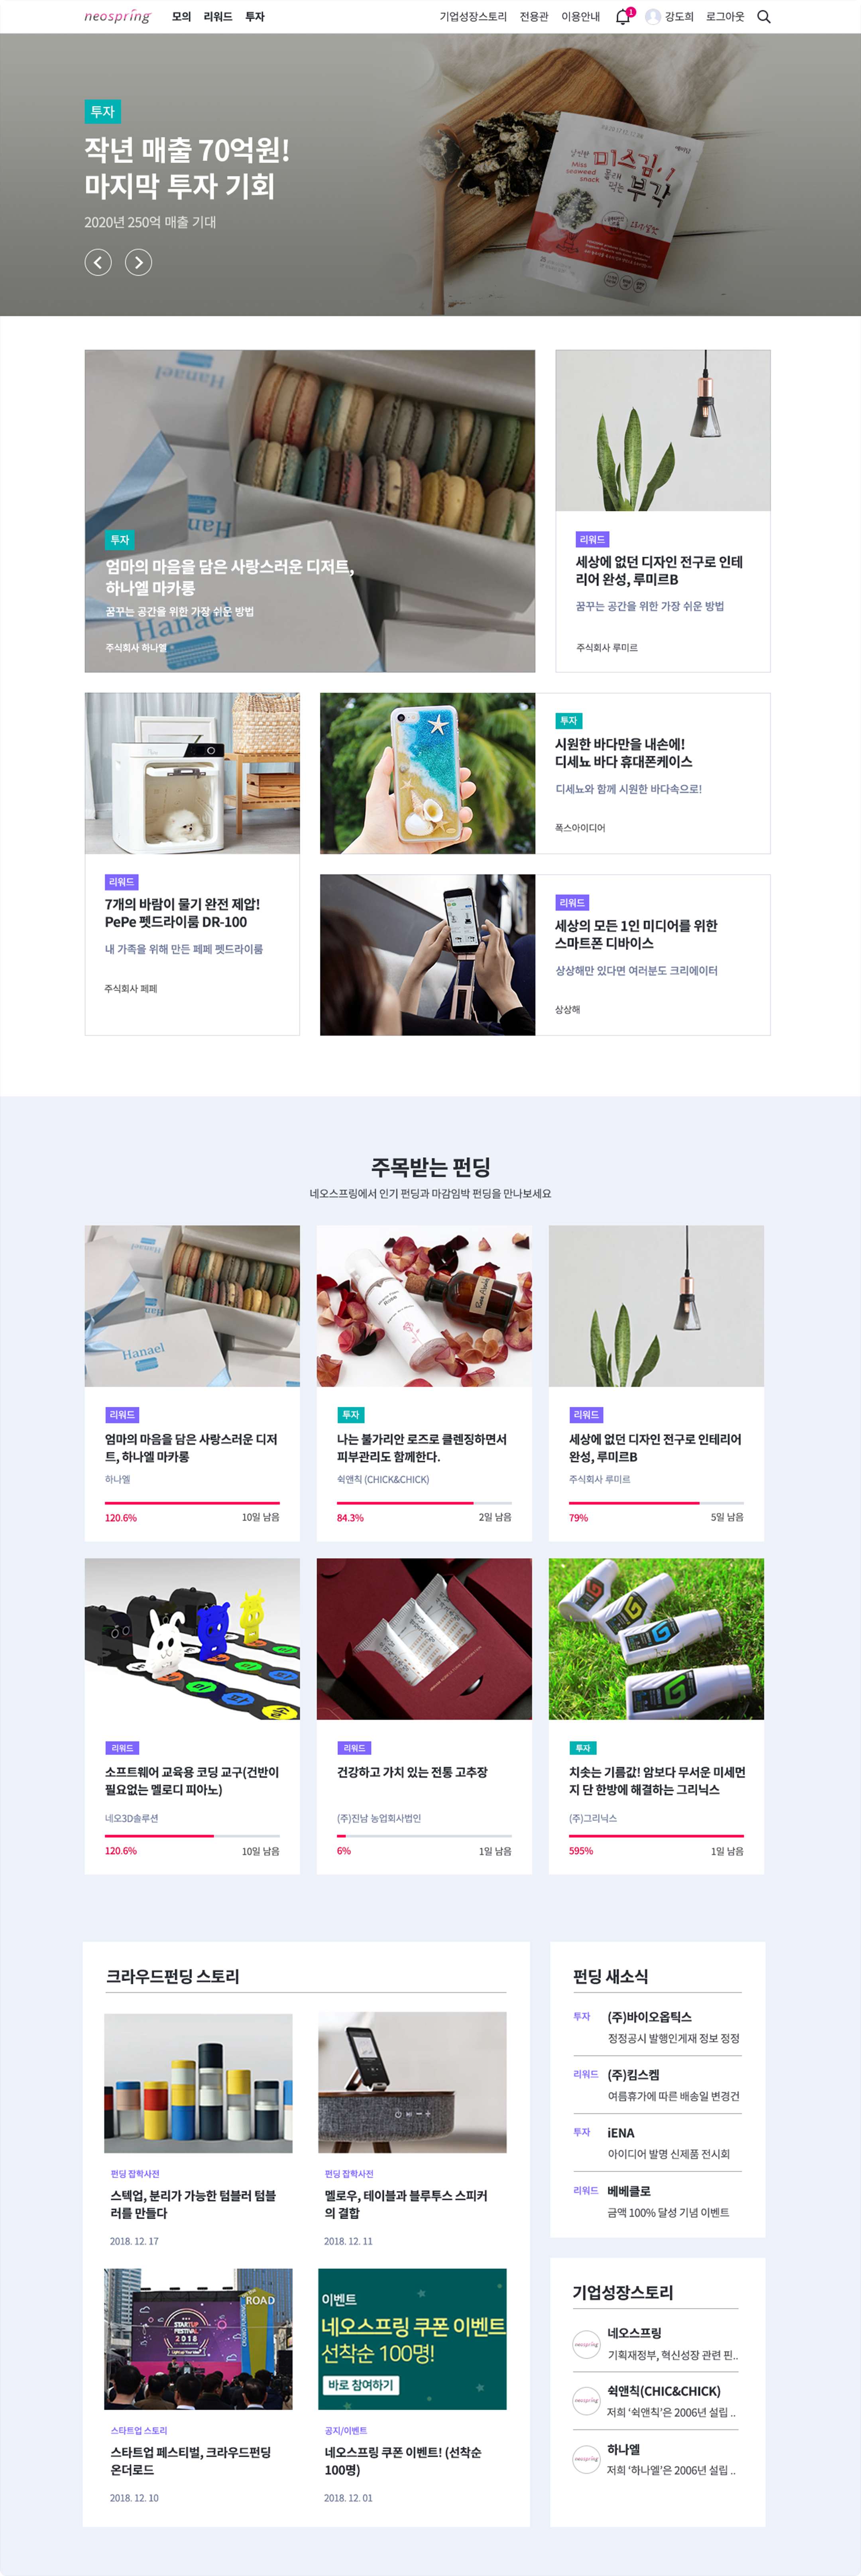 neospring 모의 리워드 투자 기업성장스토리 전용관 이용안내 1 강도희 로그아웃
투자
작년 매출 70억원!
마지막 투자 기회
2020년 250억 매출 기대
Miss
seaweed
snack
미스김's
부각
Hanael
Hanael
투자
엄마의 마음을 담은 사랑스러운 디저트,
하나엘 마카롱
꿈꾸는 공간을 위한 가장 쉬운 방법
Hanael
주식회사 하나엘
리워드
세상에 없던 디자인 전구로 인테
리어 완성, 루미르B
꿈꾸는 공간을 위한 가장 쉬운 방법
주식회사 루미르
리워드
7개의 바람이 물기 완전 제압!
PePe 펫드라이룸 DR-100
내 가족을 위해 만든 페페 펫드라이룸
주식회사 페페
투자
시원한 바다만을 내손에!
디세뇨 바다 휴대폰케이스
디세뇨와 함께 시원한 바다속으로!
폭스아이디어
리워드
세상의 모든 1인 미디어를 위한
스마트폰 디바이스
상상해만 있다면 여러분도 크리에이터
상상해
주목받는 펀딩
네오스프링에서 인기 펀딩과 마감임박 펀딩을 만나보세요
Hanael
Hanael
리워드
엄마의 마음을 담은 사랑스러운 디저
트, 하나엘 마카롱
하나엘
120.6% 10일 남음
투자
나는 불가리안 로즈로 클렌징하면서
피부관리도 함께한다.
쉭앤칙 (CHICK&CHICK)
84.3% 2일 남음
리워드
세상에 없던 디자인 전구로 인테리어
완성, 루미르B
주식회사 루미르
79% 5일 남음
리워드
소프트웨어 교육용 코딩 교구(건반이
필요없는 멜로디 피아노)
네오3D솔루션
120.6% 10일 남음
리워드
건강하고 가치 있는 전통 고추장
(주)진남 농업회사법인
6% 1일 남음
투자
치솟는 기름값! 암보다 무서운 미세먼
지 단 한방에 해결하는 그리닉스
(주)그리닉스
595% 1일 남음
크라우드펀딩 스토리
펀딩 잡학사전
스텍업, 분리가 가능한 텀블러 텀블
러를 만들다
2018. 12. 17
펀딩 잡학사전
멜로우, 테이블과 블루투스 스피커
의 결합
2018. 12. 11
STARTUP
FESTIVAL
2018
ROAD
스타트업 스토리
스타트업 페스티벌, 크라우드펀딩
온더로드
2018. 12. 10
이벤트
네오스프링 쿠폰 이벤트
선착순 100명!
바로 참여하기
공지/이벤트
네오스프링 쿠폰 이벤트! (선착순
100명)
2018. 12. 01
펀딩 새소식
투자 (주)바이오옵틱스
정정공시 발행인게재 정보 정정
리워드 (주)킴스켐
여름휴가에 따른 배송일 변경건
투자 iENA
아이디어 발명 신제품 전시회
리워드 베베클로
금액 100% 달성 기념 이벤트
기업성장스토리
neospring 네오스프링
기획재정부, 혁신성장 관련 핀..
neospring 쉭앤칙(CHIC&CHICK)
저희 '쉭앤칙'은 2006년 설립 ..
neospring 하나엘
저희 '하나엘'은 2006년 설립 ..